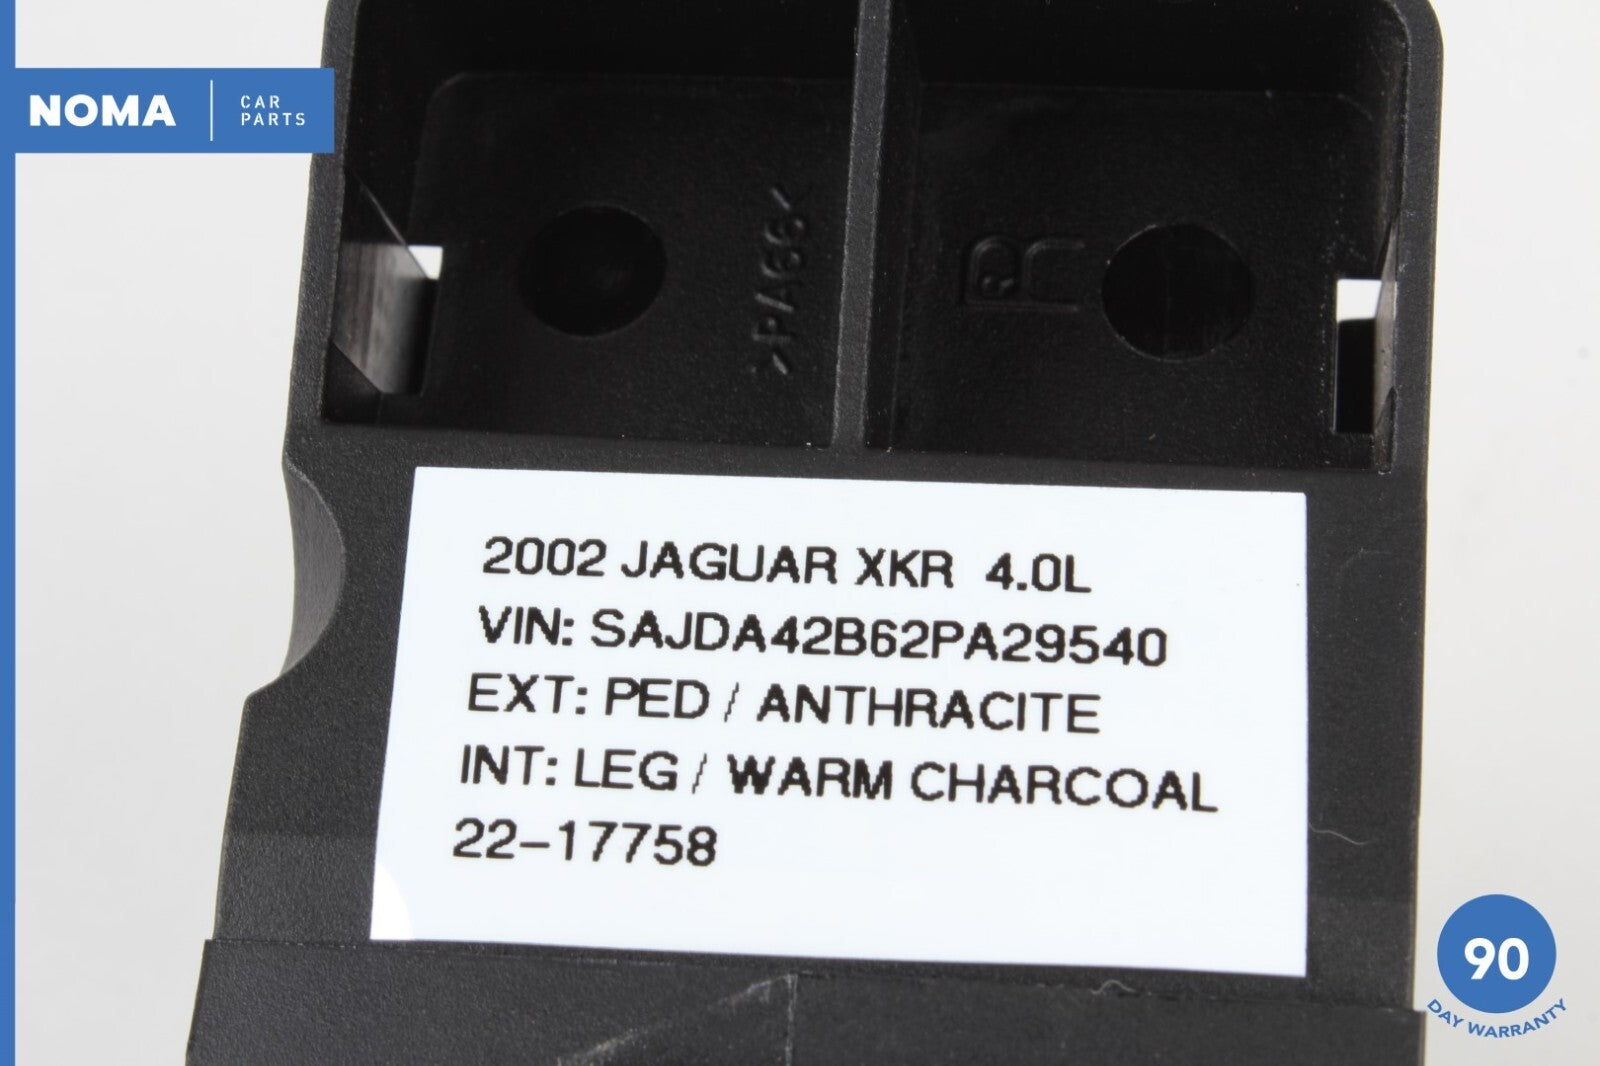 NOMA
CAR
PARTS
>PA66<
R
2002 JAGUAR XKR 4.0L
VIN: SAJDA42B62PA29540
EXT: PED / ANTHRACITE
INT: LEG / WARM CHARCOAL
22-17758
90
DAY WARRANTY